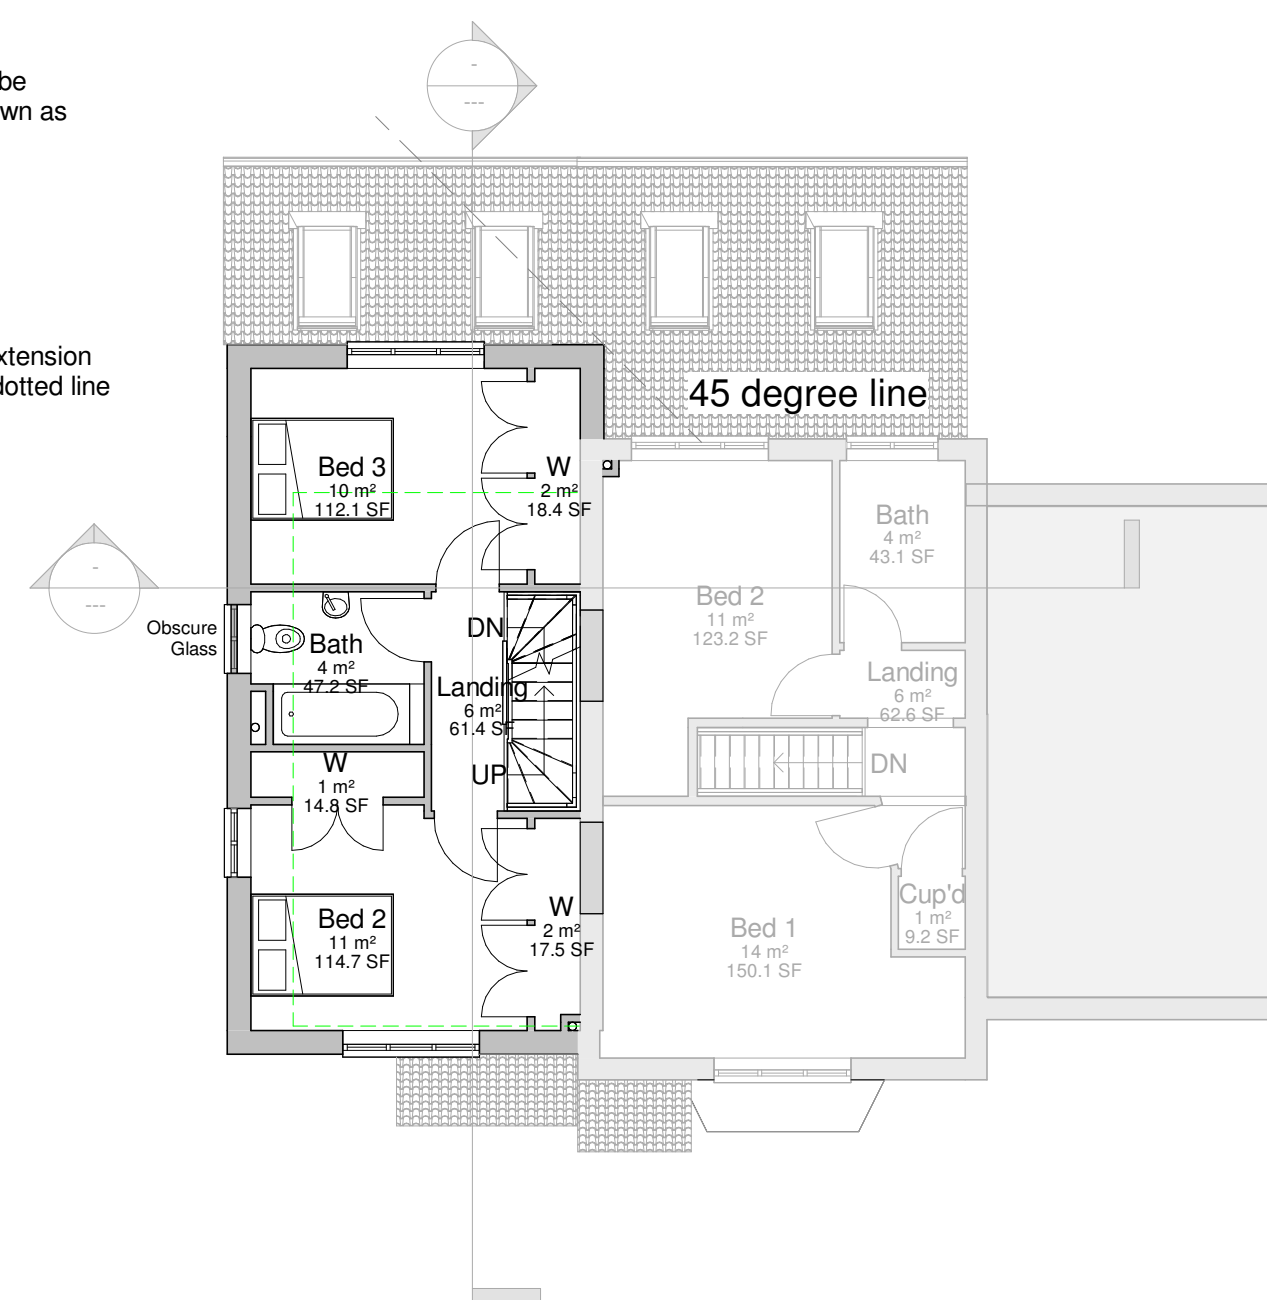 -
---
be
wn as
xtension
dotted line
45 degree line
Bed 3
10 m²
112.1 SF
W
2 m²
18.4 SF
Bath
4 m²
43.1 SF
-
---
Obscure
Glass
Bath
4 m²
47.2 SF
DN
Landing
6 m²
61.4 SF
UP
Bed 2
11 m²
123.2 SF
Landing
6 m²
62.6 SF
DN
W
1 m²
14.8 SF
Bed 2
11 m²
114.7 SF
W
2 m²
17.5 SF
Bed 1
14 m²
150.1 SF
Cup'd
1 m²
9.2 SF